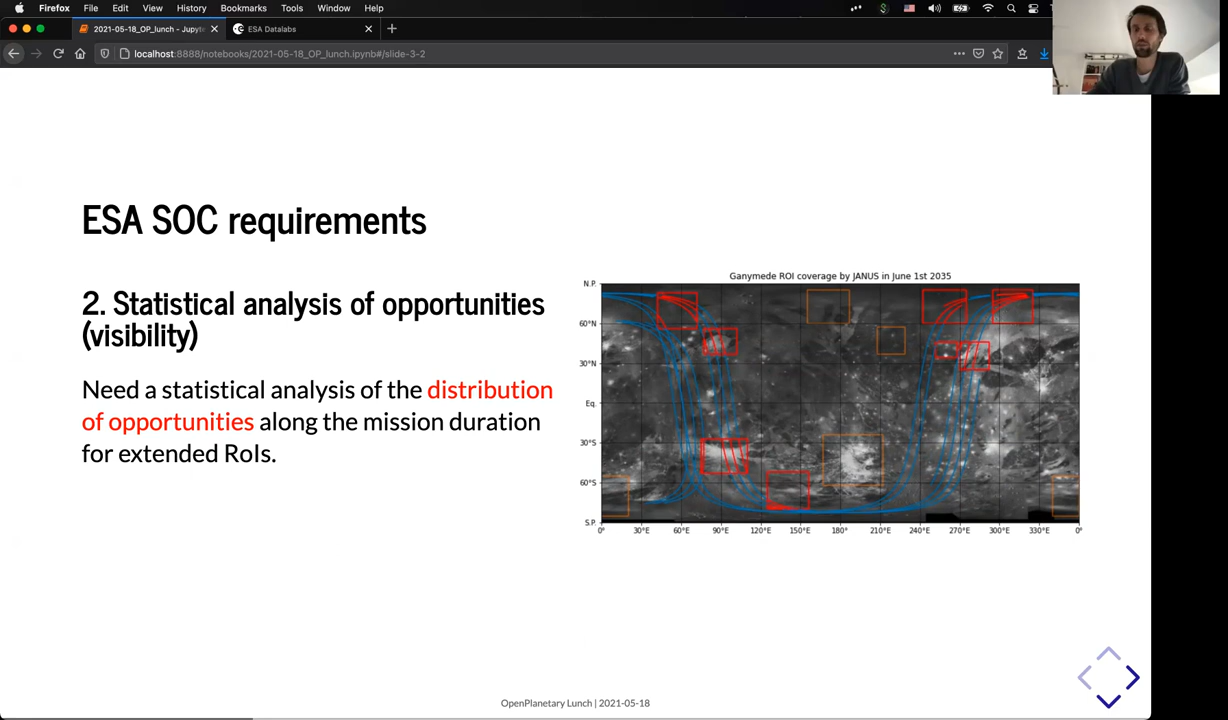 Firefox File Edit View History Bookmarks Tools Window Help
2021-05-18_OP_lunch - Jupyte
ESA Datalabs
localhost:8888/notebooks/2021-05-18_OP_lunch.ipynb#/slide-3-2
ESA SOC requirements
2. Statistical analysis of opportunities
(visibility)
Need a statistical analysis of the distribution
of opportunities along the mission duration
for extended RoIs.
Ganymede ROI coverage by JANUS in June 1st 2035
N.P.
60°N
30°N
Eq.
30°S
60°S
S.P.
0° 30°E 60°E 90°E 120°E 150°E 180° 210°E 240°E 270°E 300°E 330°E 0°
OpenPlanetary Lunch | 2021-05-18